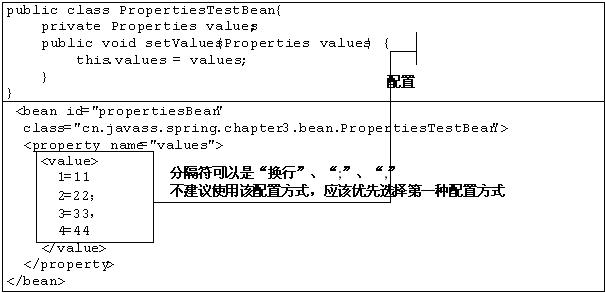 public class PropertiesTestBean{
private Properties values;
public void setValues(Properties values) {
this.values = values;
}
配置
}
<bean id="propertiesBean"
class="cn.javass.spring.chapter3.bean.PropertiesTestBean">
<property name="values">
<value>
分隔符可以是“换行”、“;”、“,”
1=11
不建议使用该配置方式，应该优先选择第一种配置方式
2=22;
3=33,
4=44
</value>
</property>
</bean>